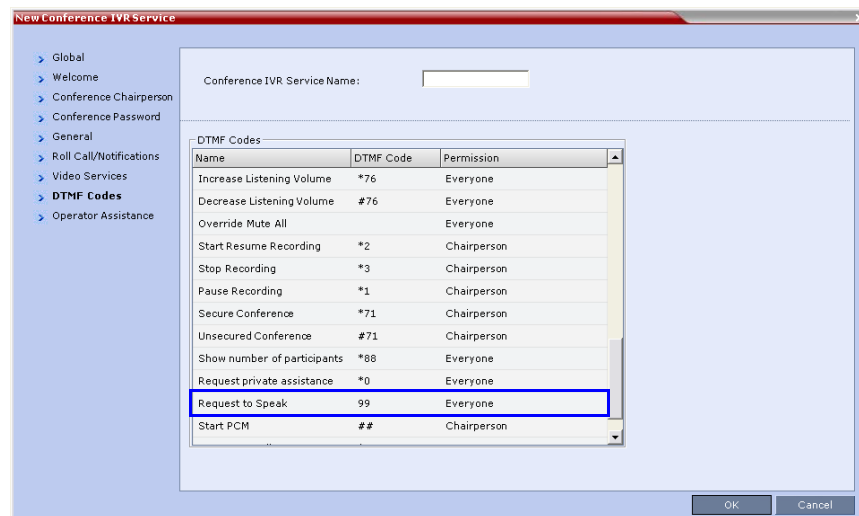 New Conference IVR Service
Global
Welcome
Conference Chairperson
Conference Password
General
Roll Call/Notifications
Video Services
DTMF Codes
Operator Assistance
Conference IVR Service Name:
DTMF Codes
Name DTMF Code Permission
Increase Listening Volume *76 Everyone
Decrease Listening Volume #76 Everyone
Override Mute All Everyone
Start Resume Recording *2 Chairperson
Stop Recording *3 Chairperson
Pause Recording *1 Chairperson
Secure Conference *71 Chairperson
Unsecured Conference #71 Chairperson
Show number of participants *88 Everyone
Request private assistance *0 Everyone
Request to Speak 99 Everyone
Start PCM ## Chairperson
OK Cancel